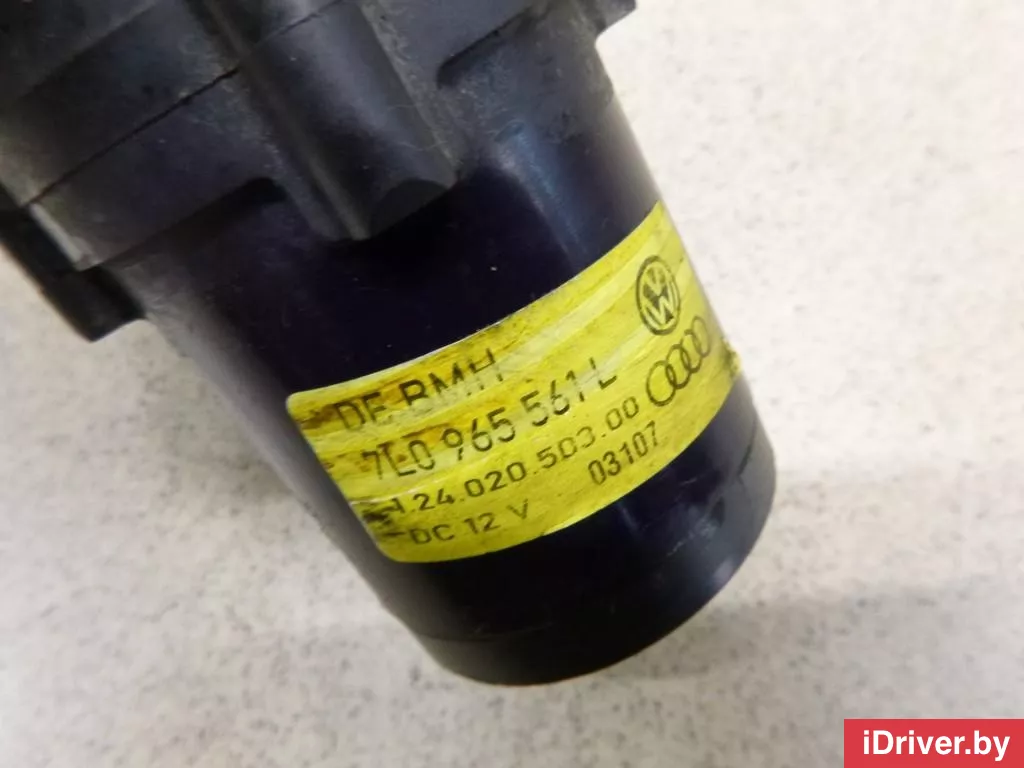 DE BMH
7L0 965 561 L
1.24.020.503.00
DC 12 V 03107
iDriver.by